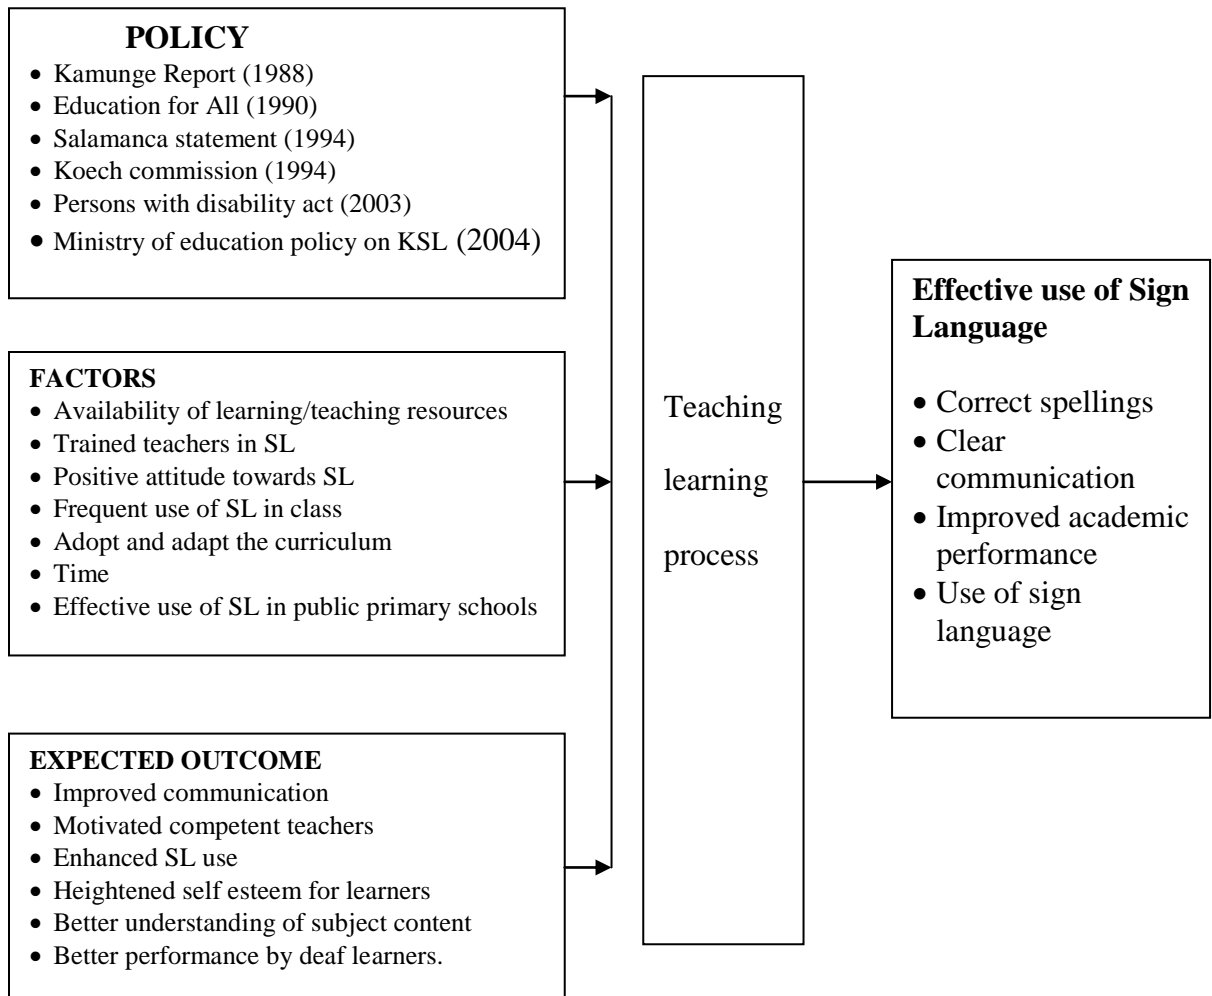 POLICY
• Kamunge Report (1988)
• Education for All (1990)
• Salamanca statement (1994)
• Koech commission (1994)
• Persons with disability act (2003)
• Ministry of education policy on KSL (2004)
FACTORS
• Availability of learning/teaching resources
• Trained teachers in SL
• Positive attitude towards SL
• Frequent use of SL in class
• Adopt and adapt the curriculum
• Time
• Effective use of SL in public primary schools
EXPECTED OUTCOME
• Improved communication
• Motivated competent teachers
• Enhanced SL use
• Heightened self esteem for learners
• Better understanding of subject content
• Better performance by deaf learners.
Teaching
learning
process
Effective use of Sign
Language
• Correct spellings
• Clear
communication
• Improved academic
performance
• Use of sign
language